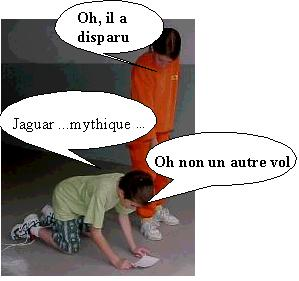 Oh, il a
disparu
Jaguar ...mythique ...
Oh non un autre vol